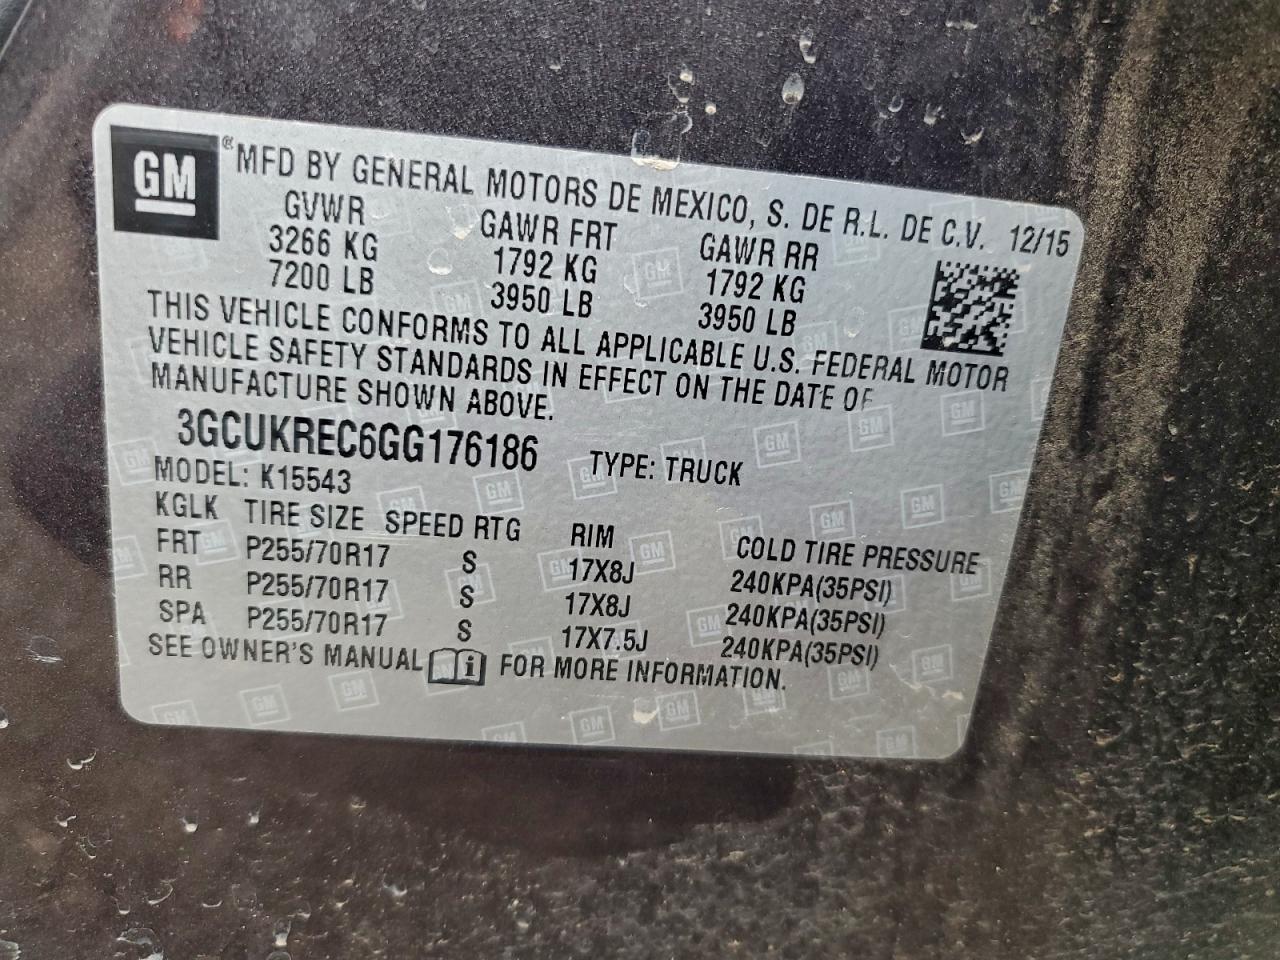 GM ® MFD BY GENERAL MOTORS DE MEXICO, S. DE R.L. DE C.V. 12/15
GVWR GAWR FRT GAWR RR
3266 KG 1792 KG 1792 KG
7200 LB 3950 LB 3950 LB
THIS VEHICLE CONFORMS TO ALL APPLICABLE U.S. FEDERAL MOTOR
VEHICLE SAFETY STANDARDS IN EFFECT ON THE DATE OF
MANUFACTURE SHOWN ABOVE.
3GCUKREC6GG176186 TYPE: TRUCK
MODEL: K15543
KGLK TIRE SIZE SPEED RTG RIM COLD TIRE PRESSURE
FRT P255/70R17 S 17X8J 240KPA(35PSI)
RR P255/70R17 S 17X8J 240KPA(35PSI)
SPA P255/70R17 S 17X7.5J 240KPA(35PSI)
SEE OWNER'S MANUAL i FOR MORE INFORMATION.